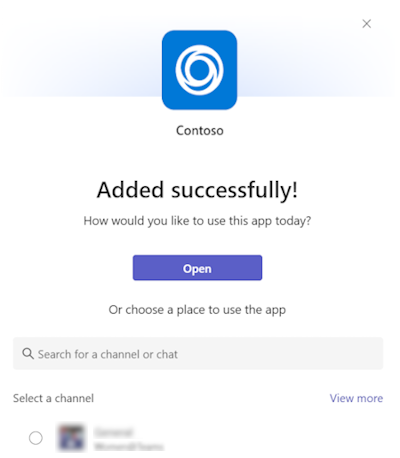 Contoso
Added successfully!
How would you like to use this app today?
Open
Or choose a place to use the app
Search for a channel or chat
Select a channel
View more